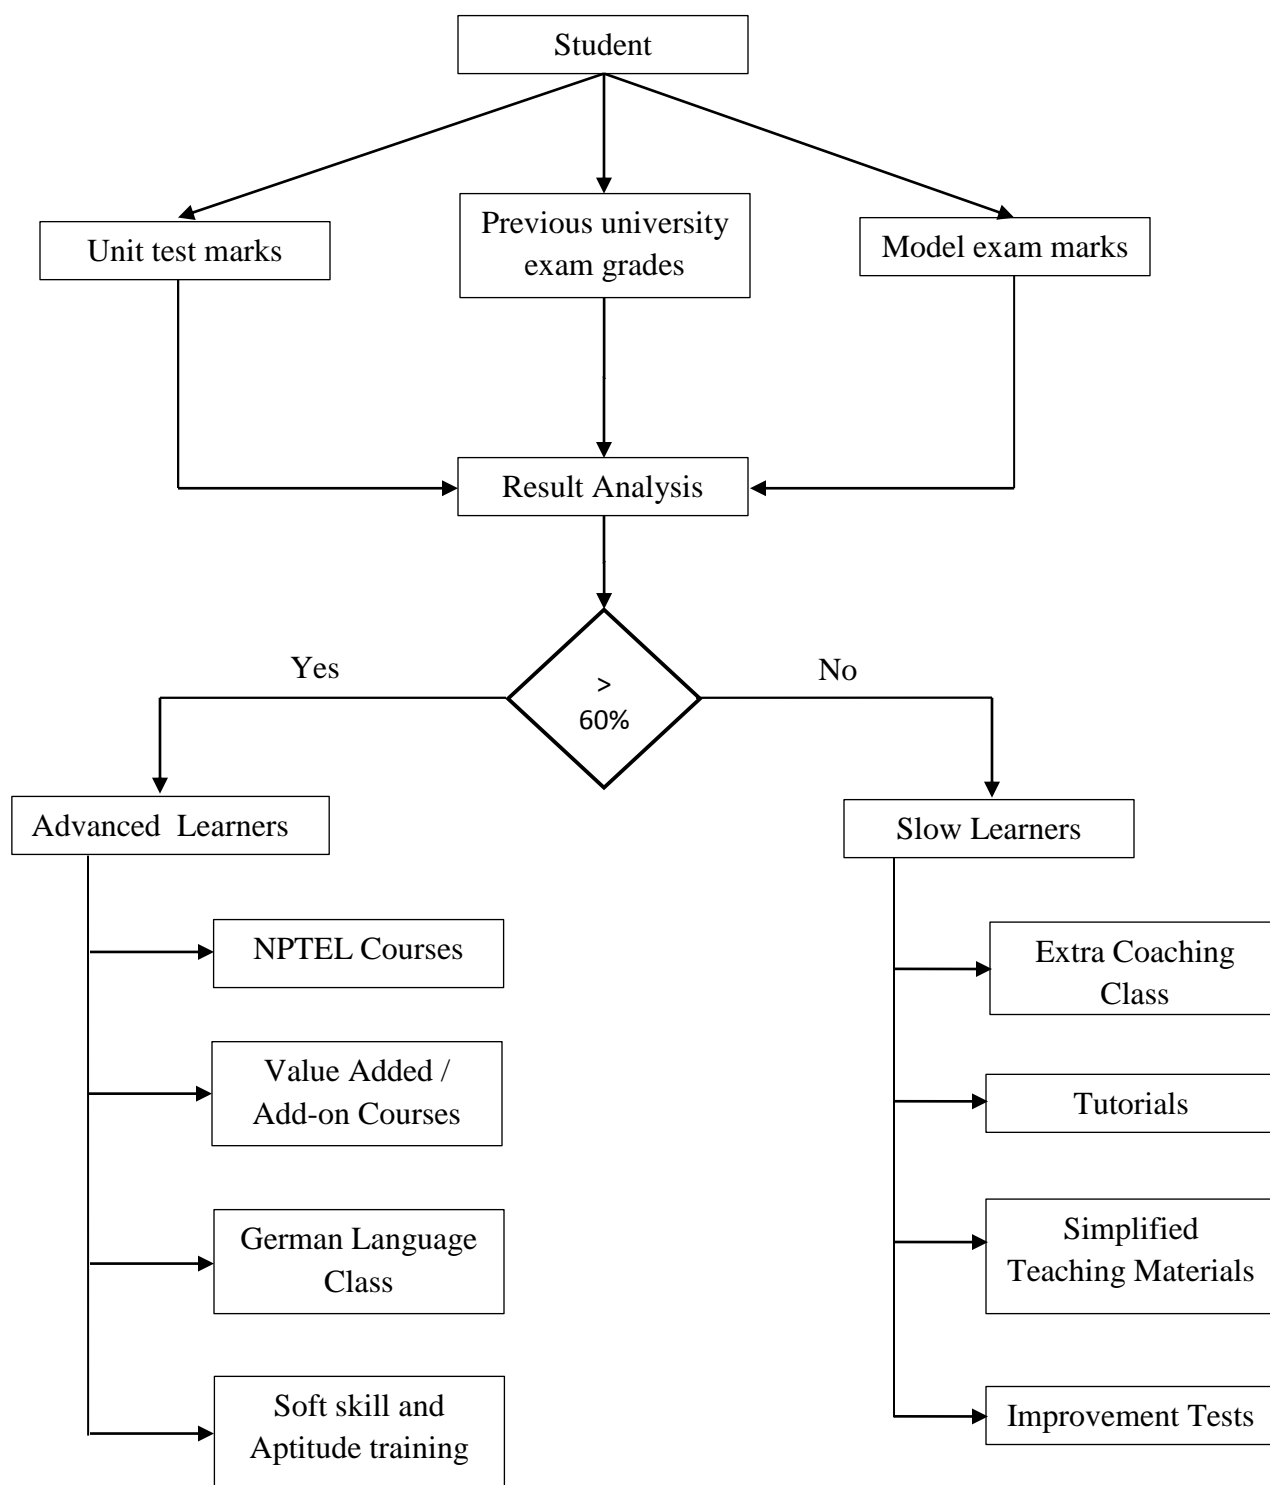 Student
Unit test marks
Previous university
exam grades
Model exam marks
Result Analysis
Yes
No
>
60%
Advanced  Learners
Slow Learners
NPTEL Courses
Value Added /
Add-on Courses
German Language
Class
Soft skill and
Aptitude training
Extra Coaching
Class
Tutorials
Simplified
Teaching Materials
Improvement Tests